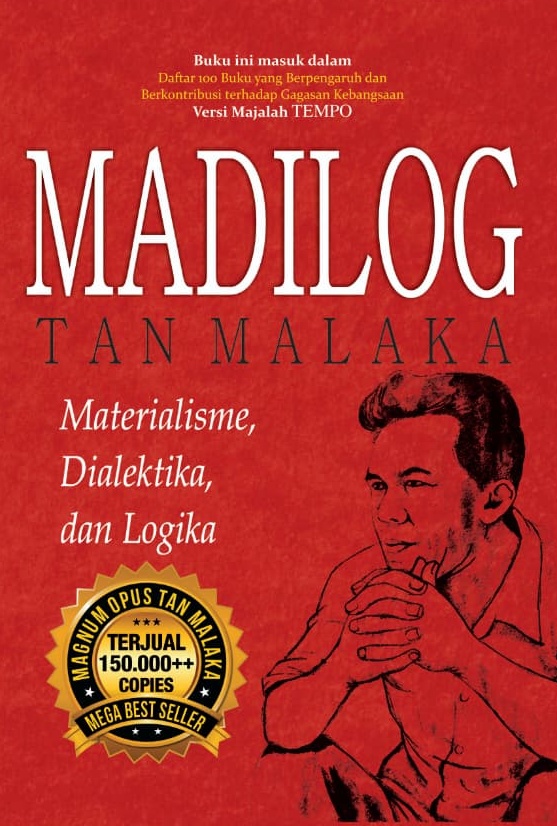 Buku ini masuk dalam
Daftar 100 Buku yang Berpengaruh dan
Berkontribusi terhadap Gagasan Kebangsaan
Versi Majalah TEMPO
MADILOG
TAN MALAKA
Materialisme,
Dialektika,
dan Logika
MAGNUM OPUS TAN MALAKA
TERJUAL
150.000++
COPIES
MEGA BEST SELLER